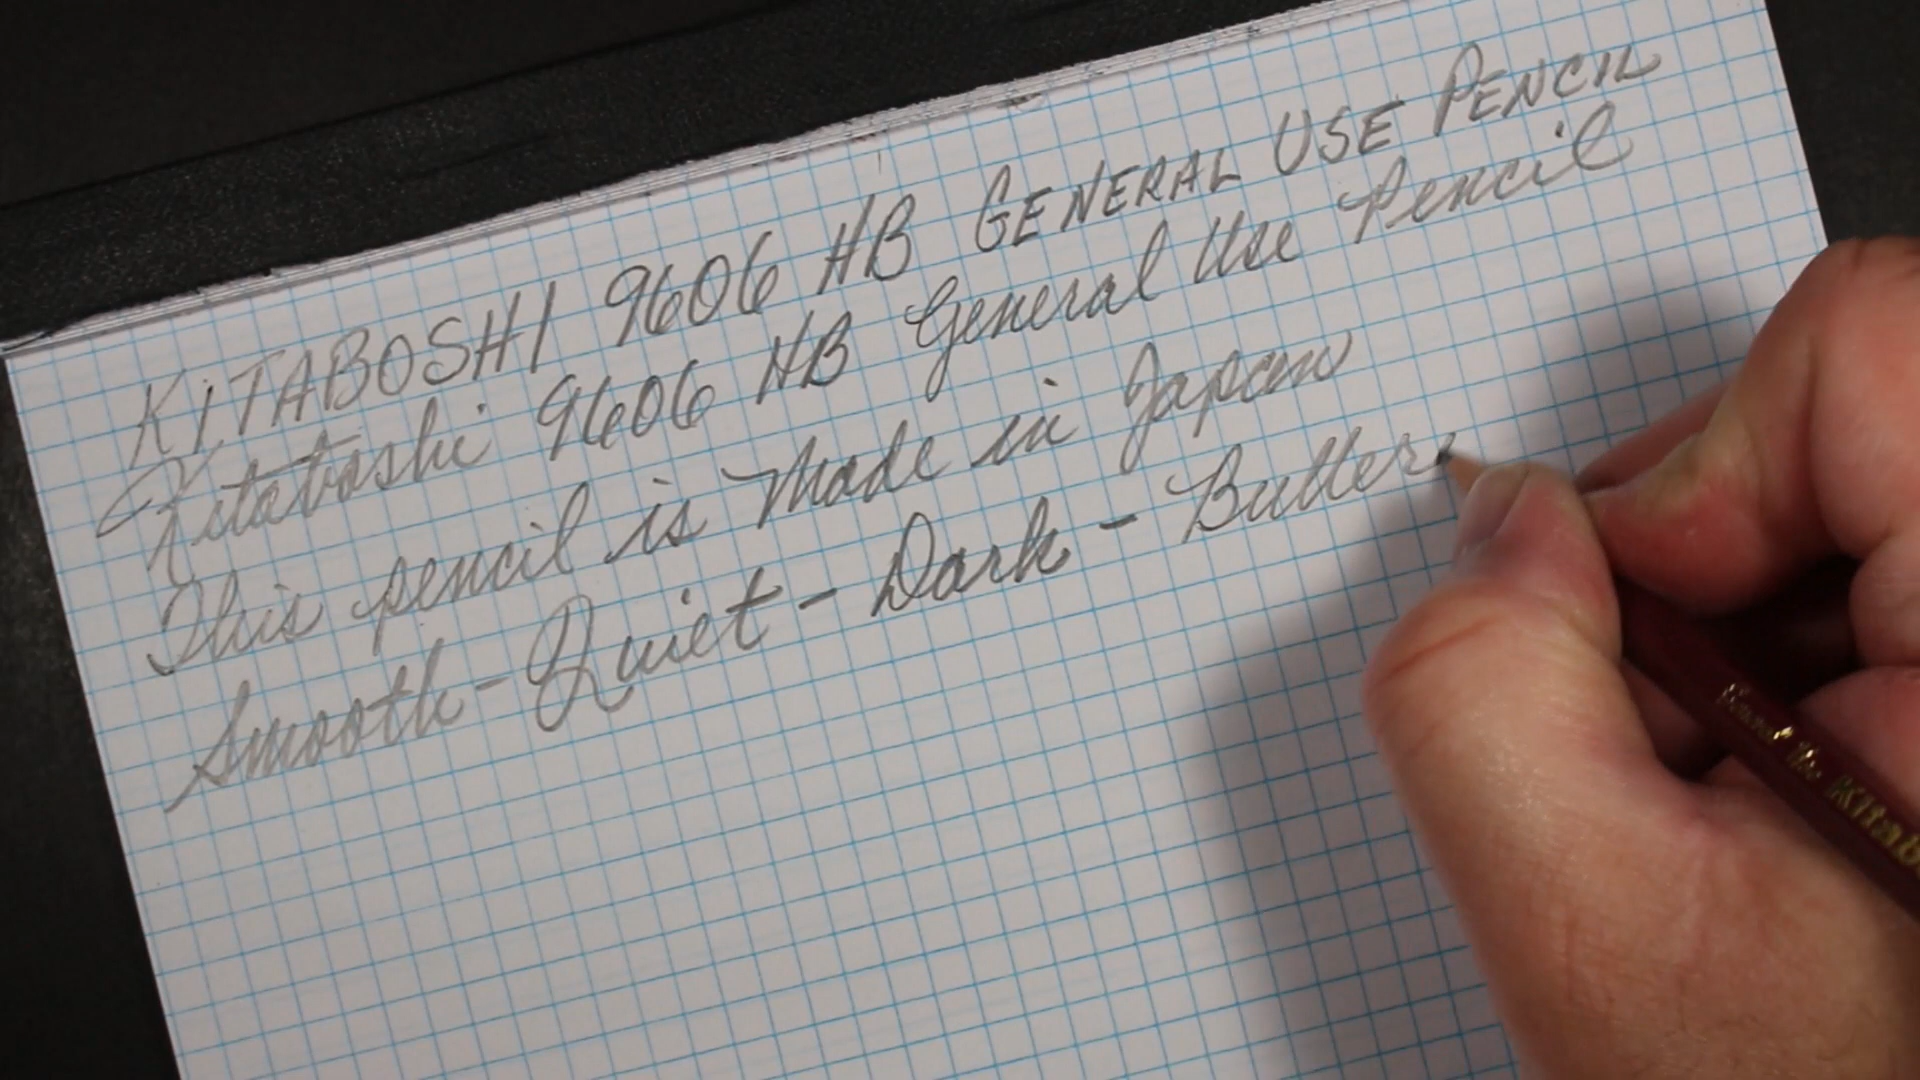 KITABOSHI 9606 HB GENERAL USE PENCIL
Kitaboshi 9606 HB General Use Pencil
This pencil is Made in Japan
Smooth - Quiet - Dark - Butter